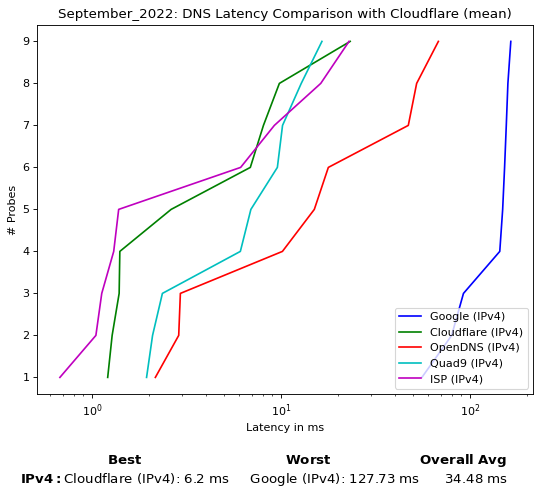 September_2022: DNS Latency Comparison with Cloudflare (mean)
9
8
7
6
5
4
3
2
1
# Probes
10⁰
10¹
10²
Latency in ms
Google (IPv4)
Cloudflare (IPv4)
OpenDNS (IPv4)
Quad9 (IPv4)
ISP (IPv4)
Best Worst Overall Avg
IPv4: Cloudflare (IPv4): 6.2 ms Google (IPv4): 127.73 ms 34.48 ms